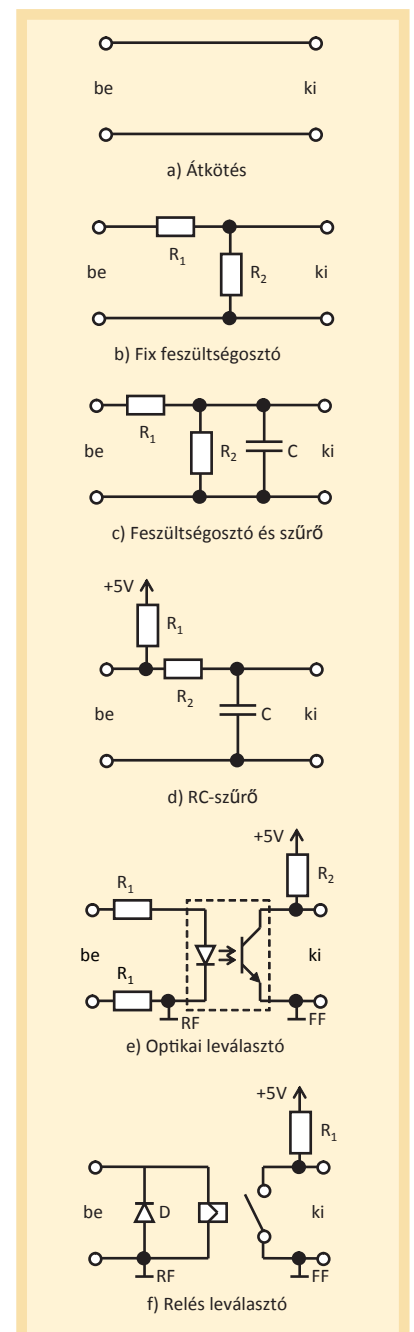 be ki
a) Átkötés
R1
R2
be ki
b) Fix feszültségosztó
R1
be R2 C ki
c) Feszültségosztó és szűrő
+5V
R1
R2
be C ki
d) RC-szűrő
+5V
R1 R2
be ki
R1
RF FF
e) Optikai leválasztó
+5V
R1
be D ki
RF FF
f) Relés leválasztó